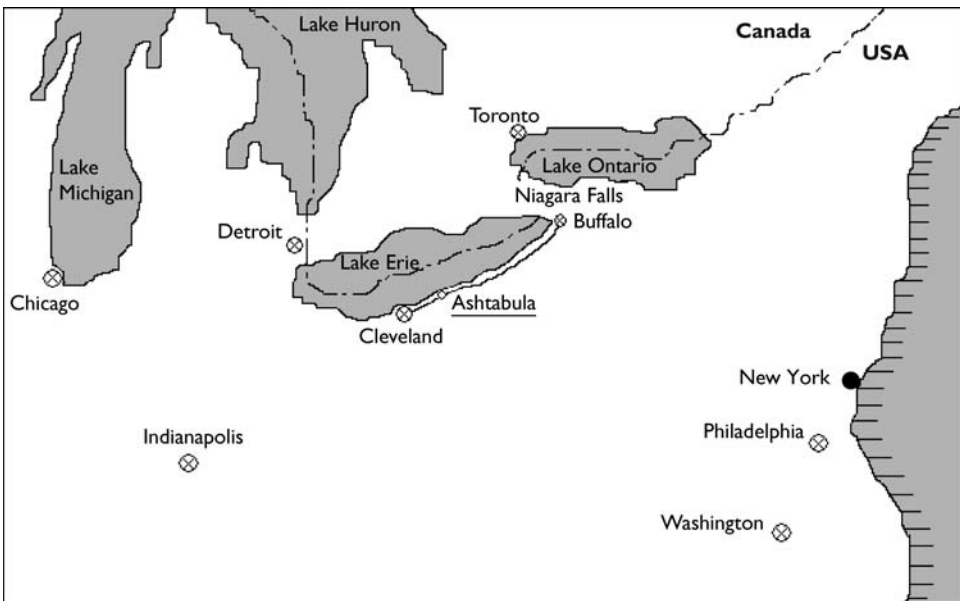 Lake Huron
Canada
USA
Toronto
Lake
Michigan
Lake Ontario
Niagara Falls
Buffalo
Detroit
Lake Erie
Chicago
Ashtabula
Cleveland
New York
Philadelphia
Indianapolis
Washington